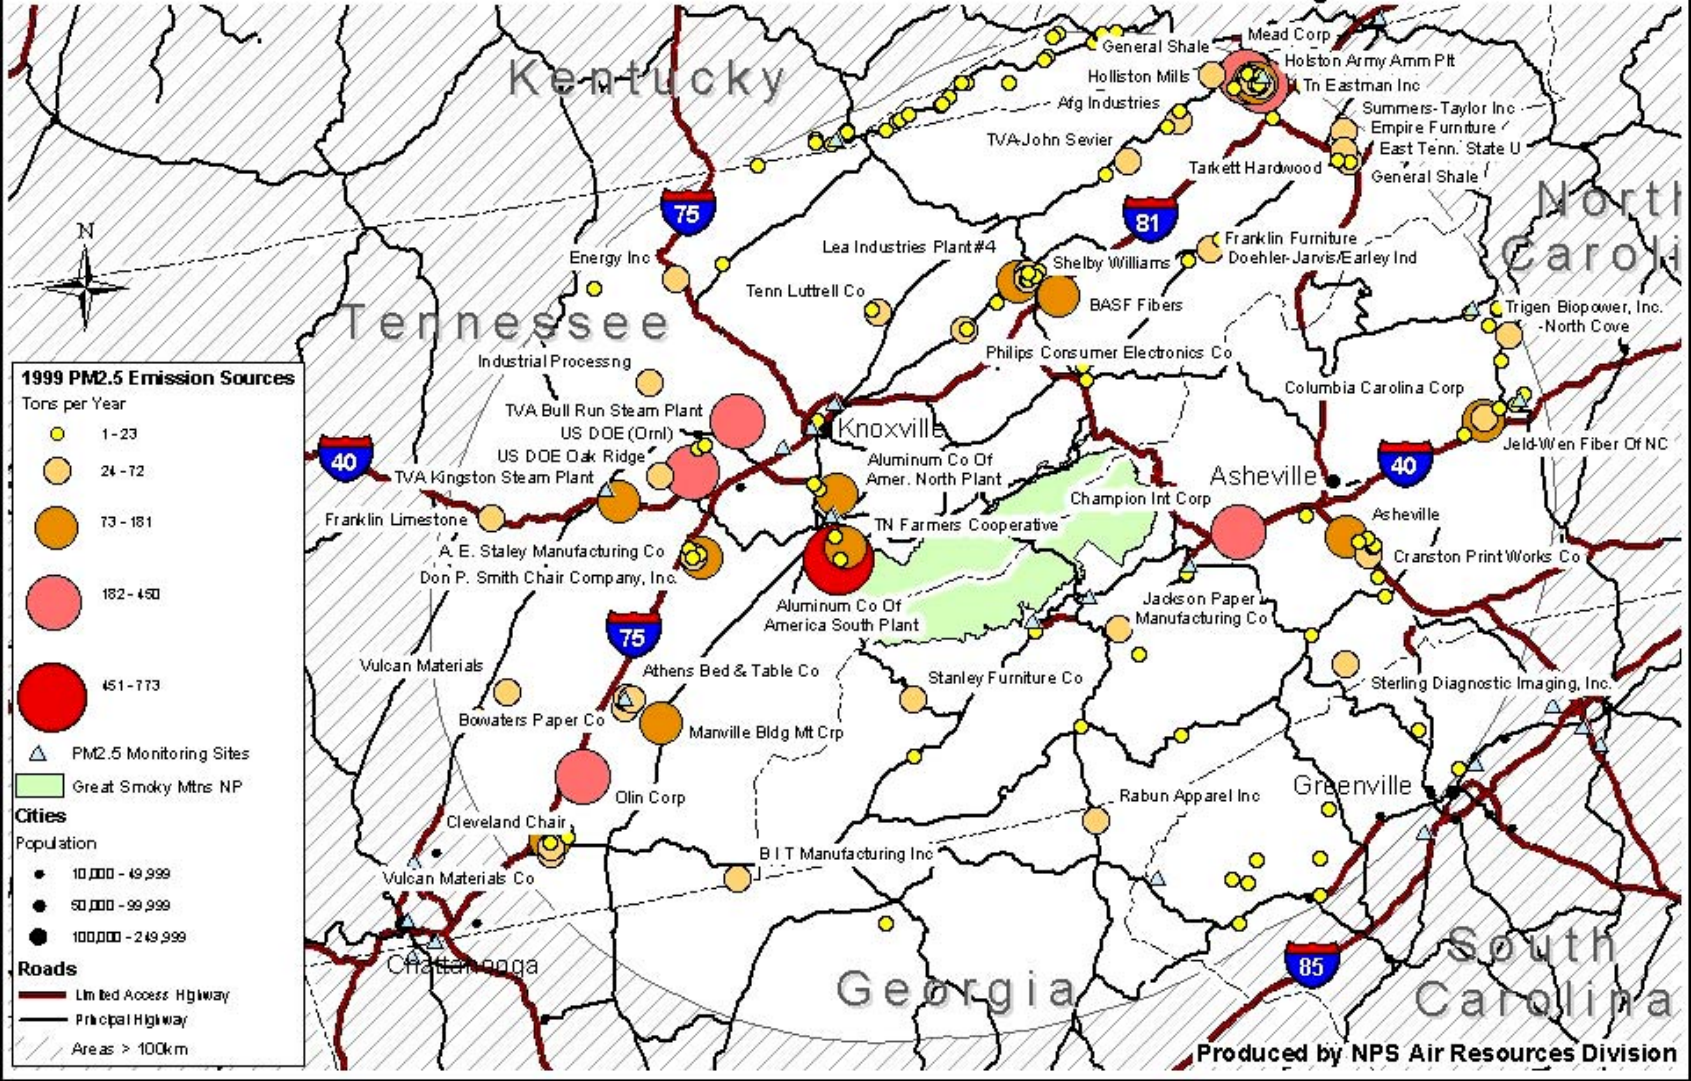 Kentucky
General Shale
Mead Corp
Holston Army Amm Plt
Holliston Mills
Tn Eastman Inc
Afg Industries
Summers-Taylor Inc
Empire Furniture
TVA-John Sevier
East Tenn. State U
Tarkett Hardwood
General Shale
North
Caroli
75
81
N
Lea Industries Plant#4
Franklin Furniture
Energy Inc
Shelby Williams
Doehler-Jarvis/Earley Ind
Tenn Luttrell Co
BASF Fibers
Trigen Biopower, Inc.
-North Cove
Tennessee
Industrial Processng
Philips Consumer Electronics Co
Columbia Carolina Corp
TVA Bull Run Steam Plant
US DOE (Ornl)
Knoxville
Jeld-Wen Fiber Of NC
US DOE Oak Ridge
40
Aluminum Co Of
Amer. North Plant
40
TVA Kingston Steam Plant
Asheville
Champion Int Corp
Franklin Limestone
TN Farmers Cooperative
Asheville
A. E. Staley Manufacturing Co
Cranston Print Works Co
Don P. Smith Chair Company, Inc.
Aluminum Co Of
America South Plant
Jackson Paper
Manufacturing Co
75
Vulcan Materials
Athens Bed & Table Co
Stanley Furniture Co
Sterling Diagnostic Imaging, Inc.
Bowaters Paper Co
Manville Bldg Mt Crp
Olin Corp
Rabun Apparel Inc
Greenville
Cleveland Chair
B I T Manufacturing Inc
Vulcan Materials Co
Chattanooga
Georgia
South
Carolina
85
1999 PM2.5 Emission Sources
Tons per Year
1 - 23
24 - 72
73 - 181
182 - 450
451 - 773
PM2.5 Monitoring Sites
Great Smoky Mtns NP
Cities
Population
10,000 - 49,999
50,000 - 99,999
100,000 - 249,999
Roads
Limited Access Highway
Principal Highway
Areas > 100km
Produced by NPS Air Resources Division